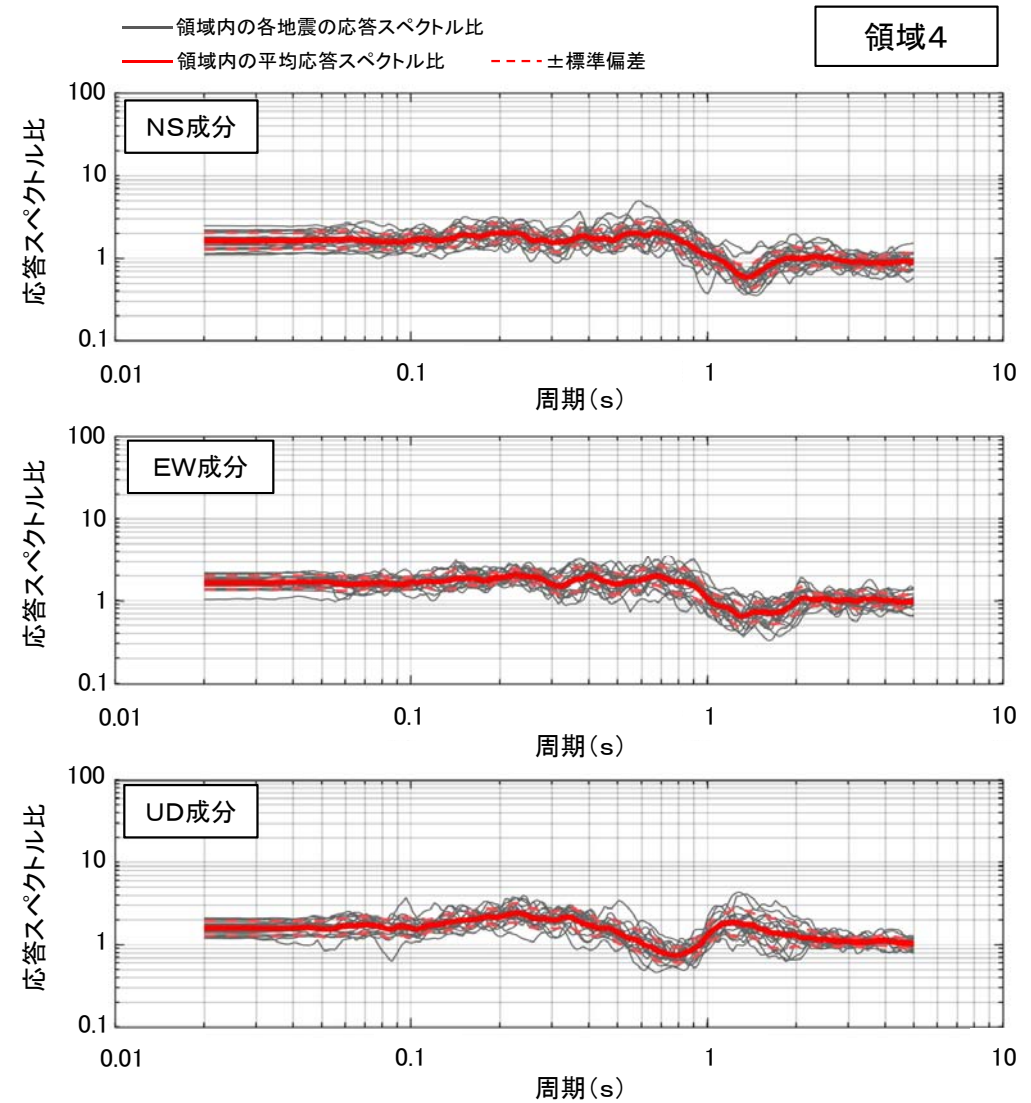 領域内の各地震の応答スペクトル比
領域内の平均応答スペクトル比 ±標準偏差
領域4
NS成分
応答スペクトル比
100
10
1
0.1
0.01 0.1 1 10
周期(s)
EW成分
応答スペクトル比
100
10
1
0.1
0.01 0.1 1 10
周期(s)
UD成分
応答スペクトル比
100
10
1
0.1
0.01 0.1 1 10
周期(s)